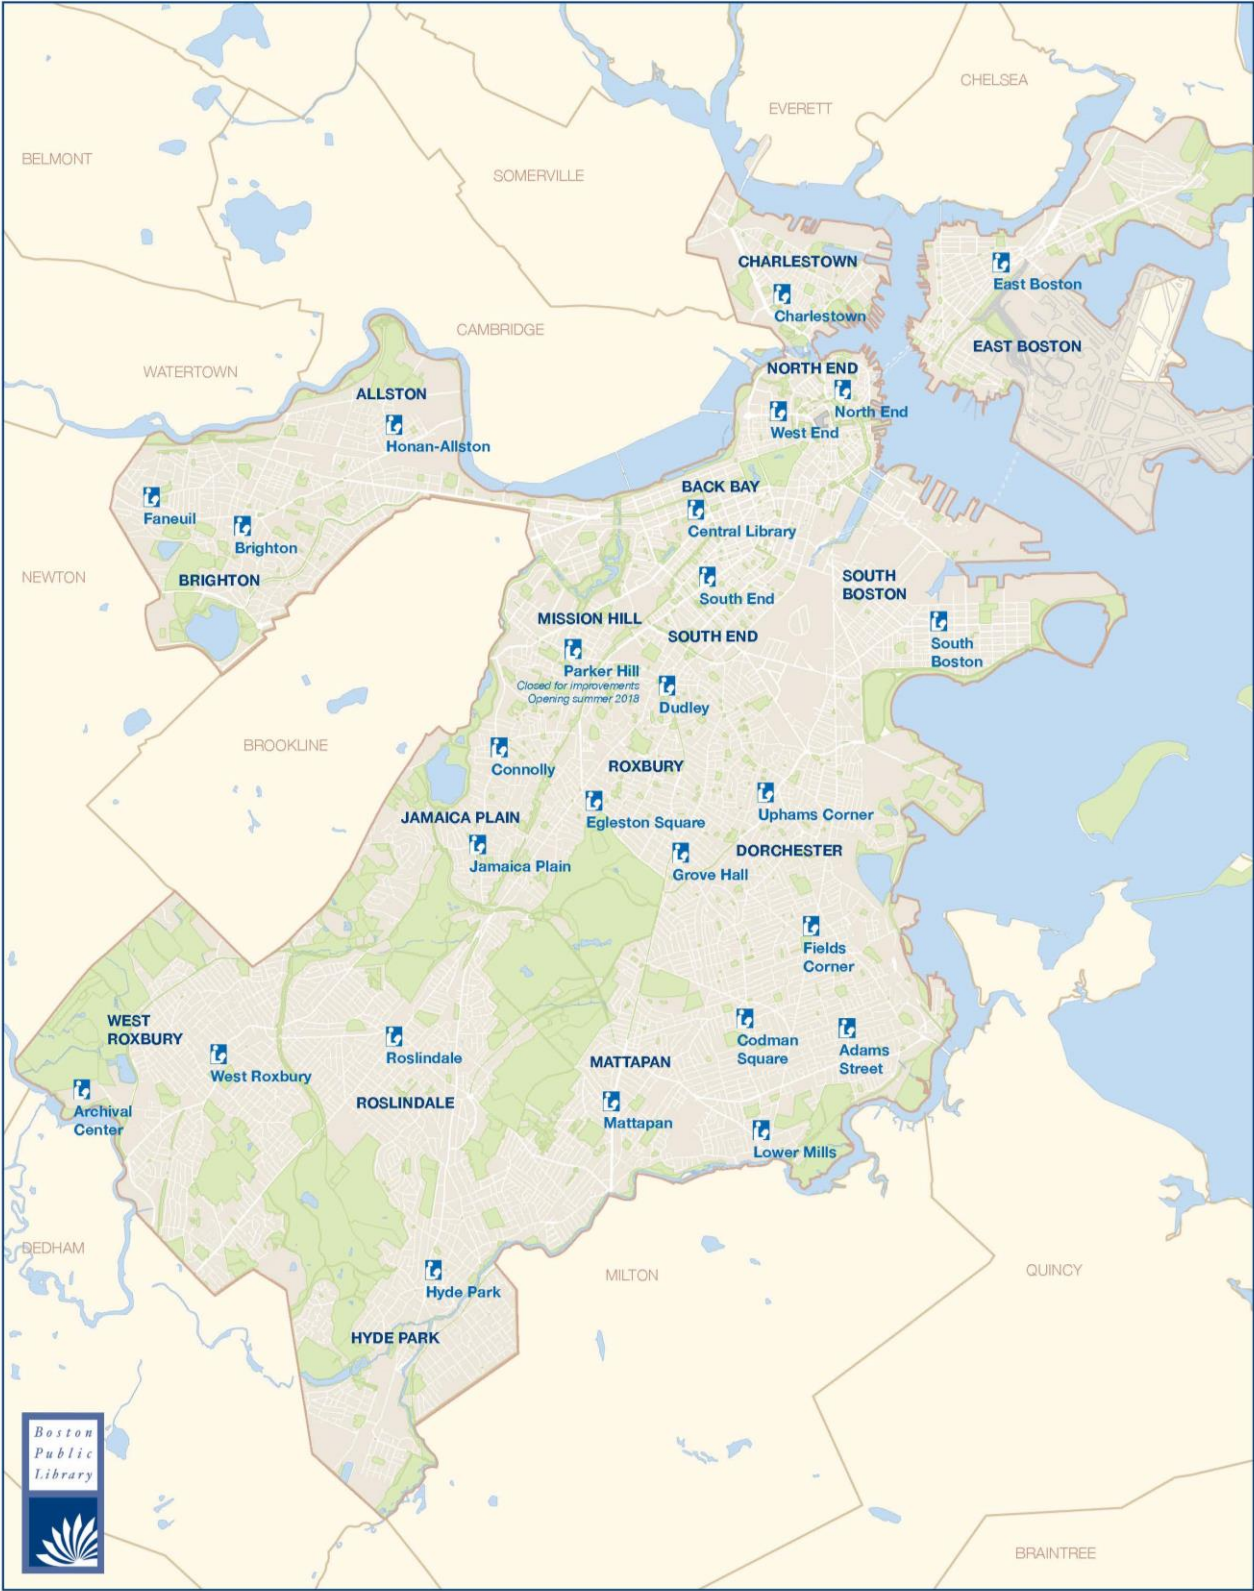 CHELSEA
EVERETT
BELMONT
SOMERVILLE
CHARLESTOWN
East Boston
Charlestown
CAMBRIDGE
EAST BOSTON
WATERTOWN
NORTH END
ALLSTON
North End
West End
Honan-Allston
BACK BAY
Faneuil
Central Library
Brighton
NEWTON
BRIGHTON
SOUTH
BOSTON
South End
MISSION HILL
SOUTH END
South
Boston
Parker Hill
Closed for improvements
Opening summer 2018
Dudley
BROOKLINE
Connolly
ROXBURY
JAMAICA PLAIN
Egleston Square
Uphams Corner
DORCHESTER
Jamaica Plain
Grove Hall
Fields
Corner
WEST
ROXBURY
Codman
Square
Adams
Street
Roslindale
West Roxbury
MATTAPAN
ROSLINDALE
Archival
Center
Mattapan
Lower Mills
DEDHAM
MILTON
QUINCY
Hyde Park
HYDE PARK
Boston
Public
Library
BRAINTREE